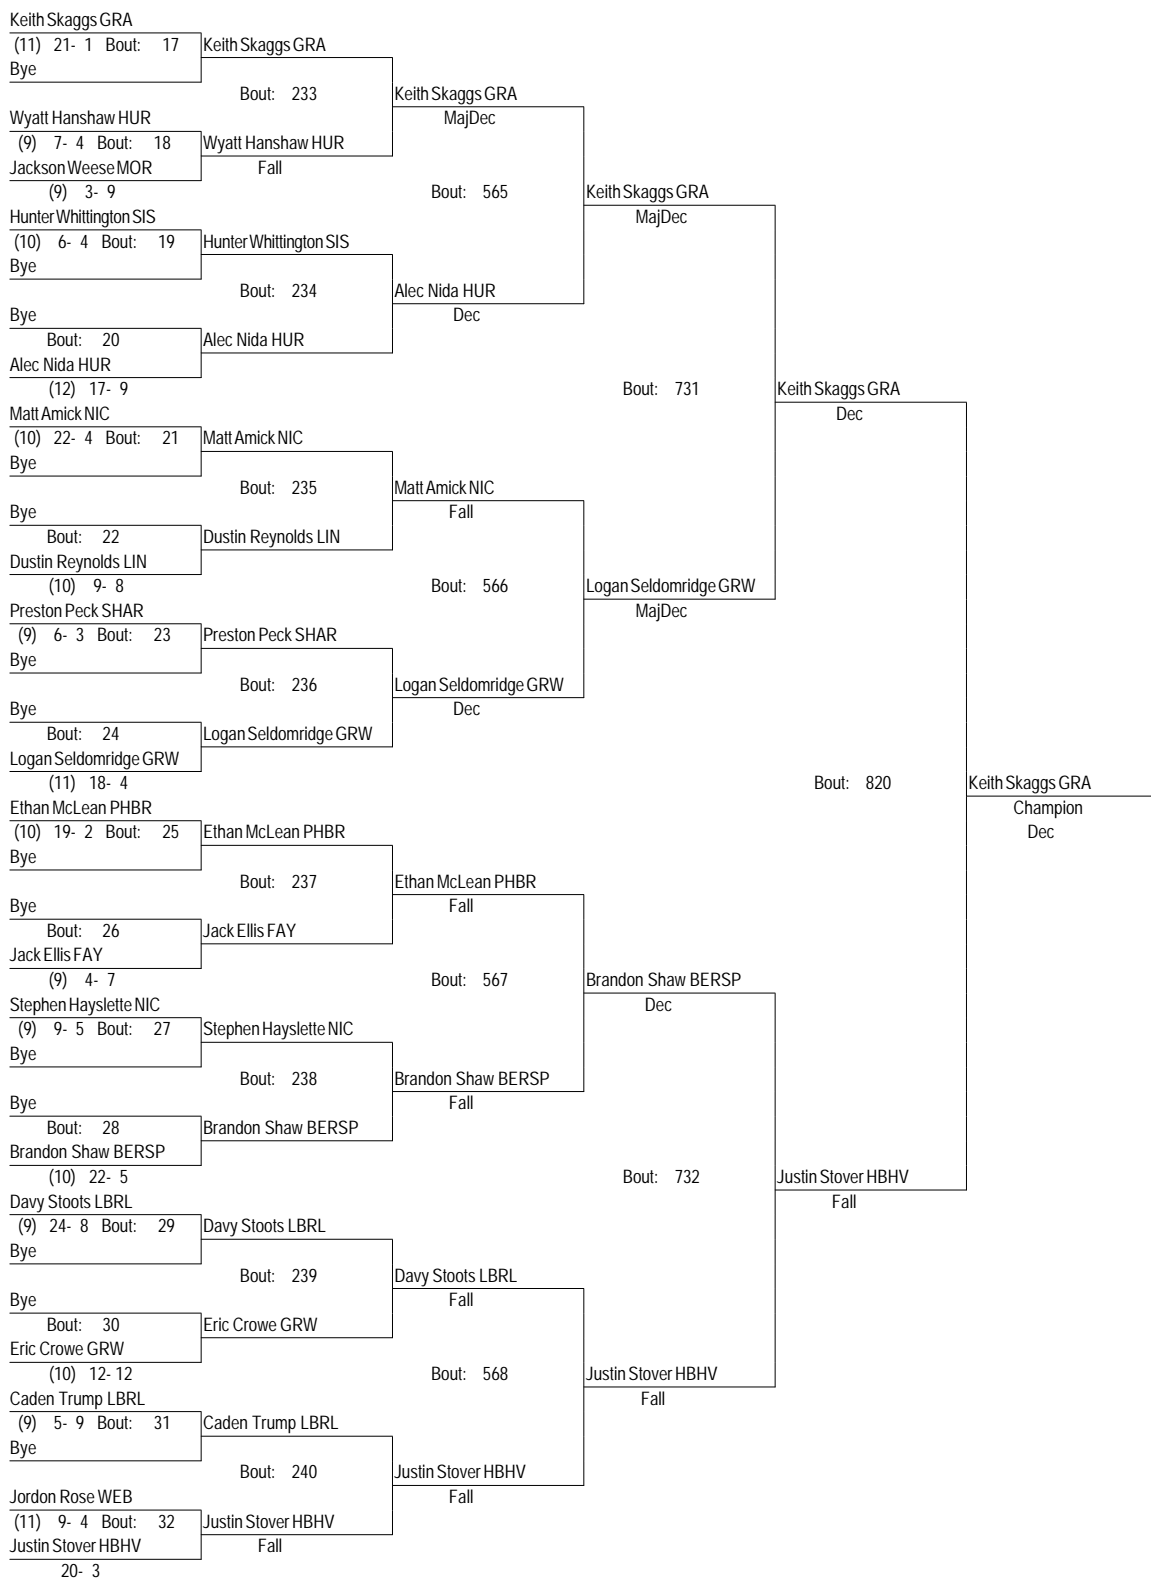 Keith Skaggs GRA
(11) 21- 1 Bout: 17 Keith Skaggs GRA
Bye
Bout: 233 Keith Skaggs GRA
Wyatt Hanshaw HUR MajDec
(9) 7- 4 Bout: 18 Wyatt Hanshaw HUR
Jackson Weese MOR Fall
(9) 3- 9 Bout: 565 Keith Skaggs GRA
Hunter Whittington SIS MajDec
(10) 6- 4 Bout: 19 Hunter Whittington SIS
Bye
Bout: 234 Alec Nida HUR
Bye Dec
Bout: 20 Alec Nida HUR
Alec Nida HUR
(12) 17- 9 Bout: 731 Keith Skaggs GRA
Matt Amick NIC Dec
(10) 22- 4 Bout: 21 Matt Amick NIC
Bye
Bout: 235 Matt Amick NIC
Bye Fall
Bout: 22 Dustin Reynolds LIN
Dustin Reynolds LIN
(10) 9- 8 Bout: 566 Logan Seldomridge GRW
Preston Peck SHAR MajDec
(9) 6- 3 Bout: 23 Preston Peck SHAR
Bye
Bout: 236 Logan Seldomridge GRW
Bye Dec
Bout: 24 Logan Seldomridge GRW
Logan Seldomridge GRW
(11) 18- 4 Bout: 820 Keith Skaggs GRA
Ethan McLean PHBR Champion
(10) 19- 2 Bout: 25 Ethan McLean PHBR Dec
Bye
Bout: 237 Ethan McLean PHBR
Bye Fall
Bout: 26 Jack Ellis FAY
Jack Ellis FAY
(9) 4- 7 Bout: 567 Brandon Shaw BERSP
Stephen Hayslette NIC Dec
(9) 9- 5 Bout: 27 Stephen Hayslette NIC
Bye
Bout: 238 Brandon Shaw BERSP
Bye Fall
Bout: 28 Brandon Shaw BERSP
Brandon Shaw BERSP
(10) 22- 5 Bout: 732 Justin Stover HBHV
Davy Stoots LBRL Fall
(9) 24- 8 Bout: 29 Davy Stoots LBRL
Bye
Bout: 239 Davy Stoots LBRL
Bye Fall
Bout: 30 Eric Crowe GRW
Eric Crowe GRW
(10) 12- 12 Bout: 568 Justin Stover HBHV
Caden Trump LBRL Fall
(9) 5- 9 Bout: 31 Caden Trump LBRL
Bye
Bout: 240 Justin Stover HBHV
Jordon Rose WEB Fall
(11) 9- 4 Bout: 32 Justin Stover HBHV
Justin Stover HBHV Fall
20- 3